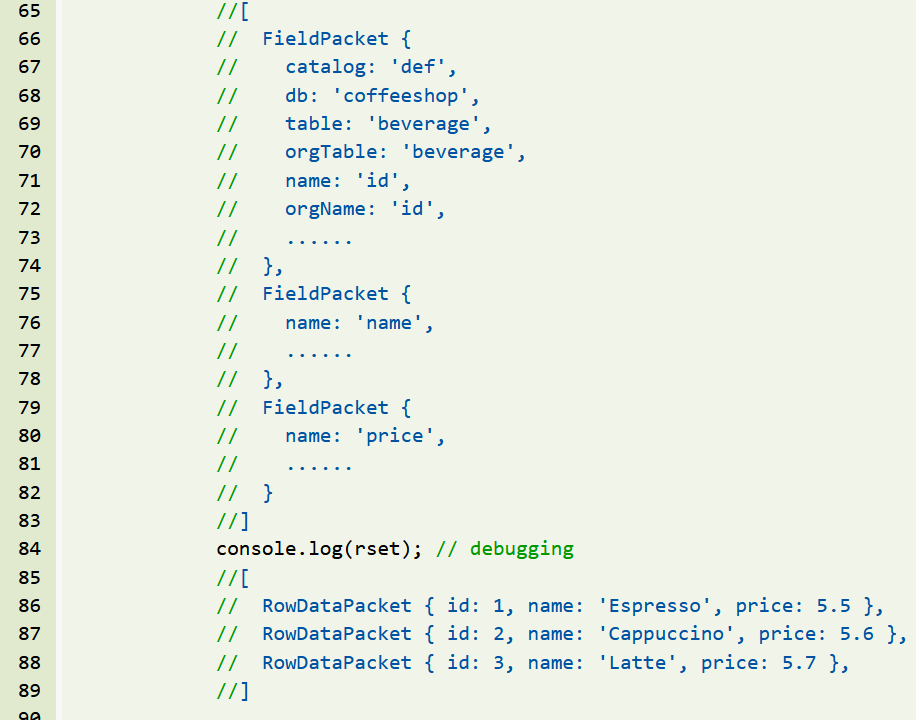 65 //[
66 //  FieldPacket {
67 //    catalog: 'def',
68 //    db: 'coffeeshop',
69 //    table: 'beverage',
70 //    orgTable: 'beverage',
71 //    name: 'id',
72 //    orgName: 'id',
73 //    ......
74 //  },
75 //  FieldPacket {
76 //    name: 'name',
77 //    ......
78 //  },
79 //  FieldPacket {
80 //    name: 'price',
81 //    ......
82 //  }
83 //]
84 console.log(rset); // debugging
85 //[
86 //  RowDataPacket { id: 1, name: 'Espresso', price: 5.5 },
87 //  RowDataPacket { id: 2, name: 'Cappuccino', price: 5.6 },
88 //  RowDataPacket { id: 3, name: 'Latte', price: 5.7 },
89 //]
90